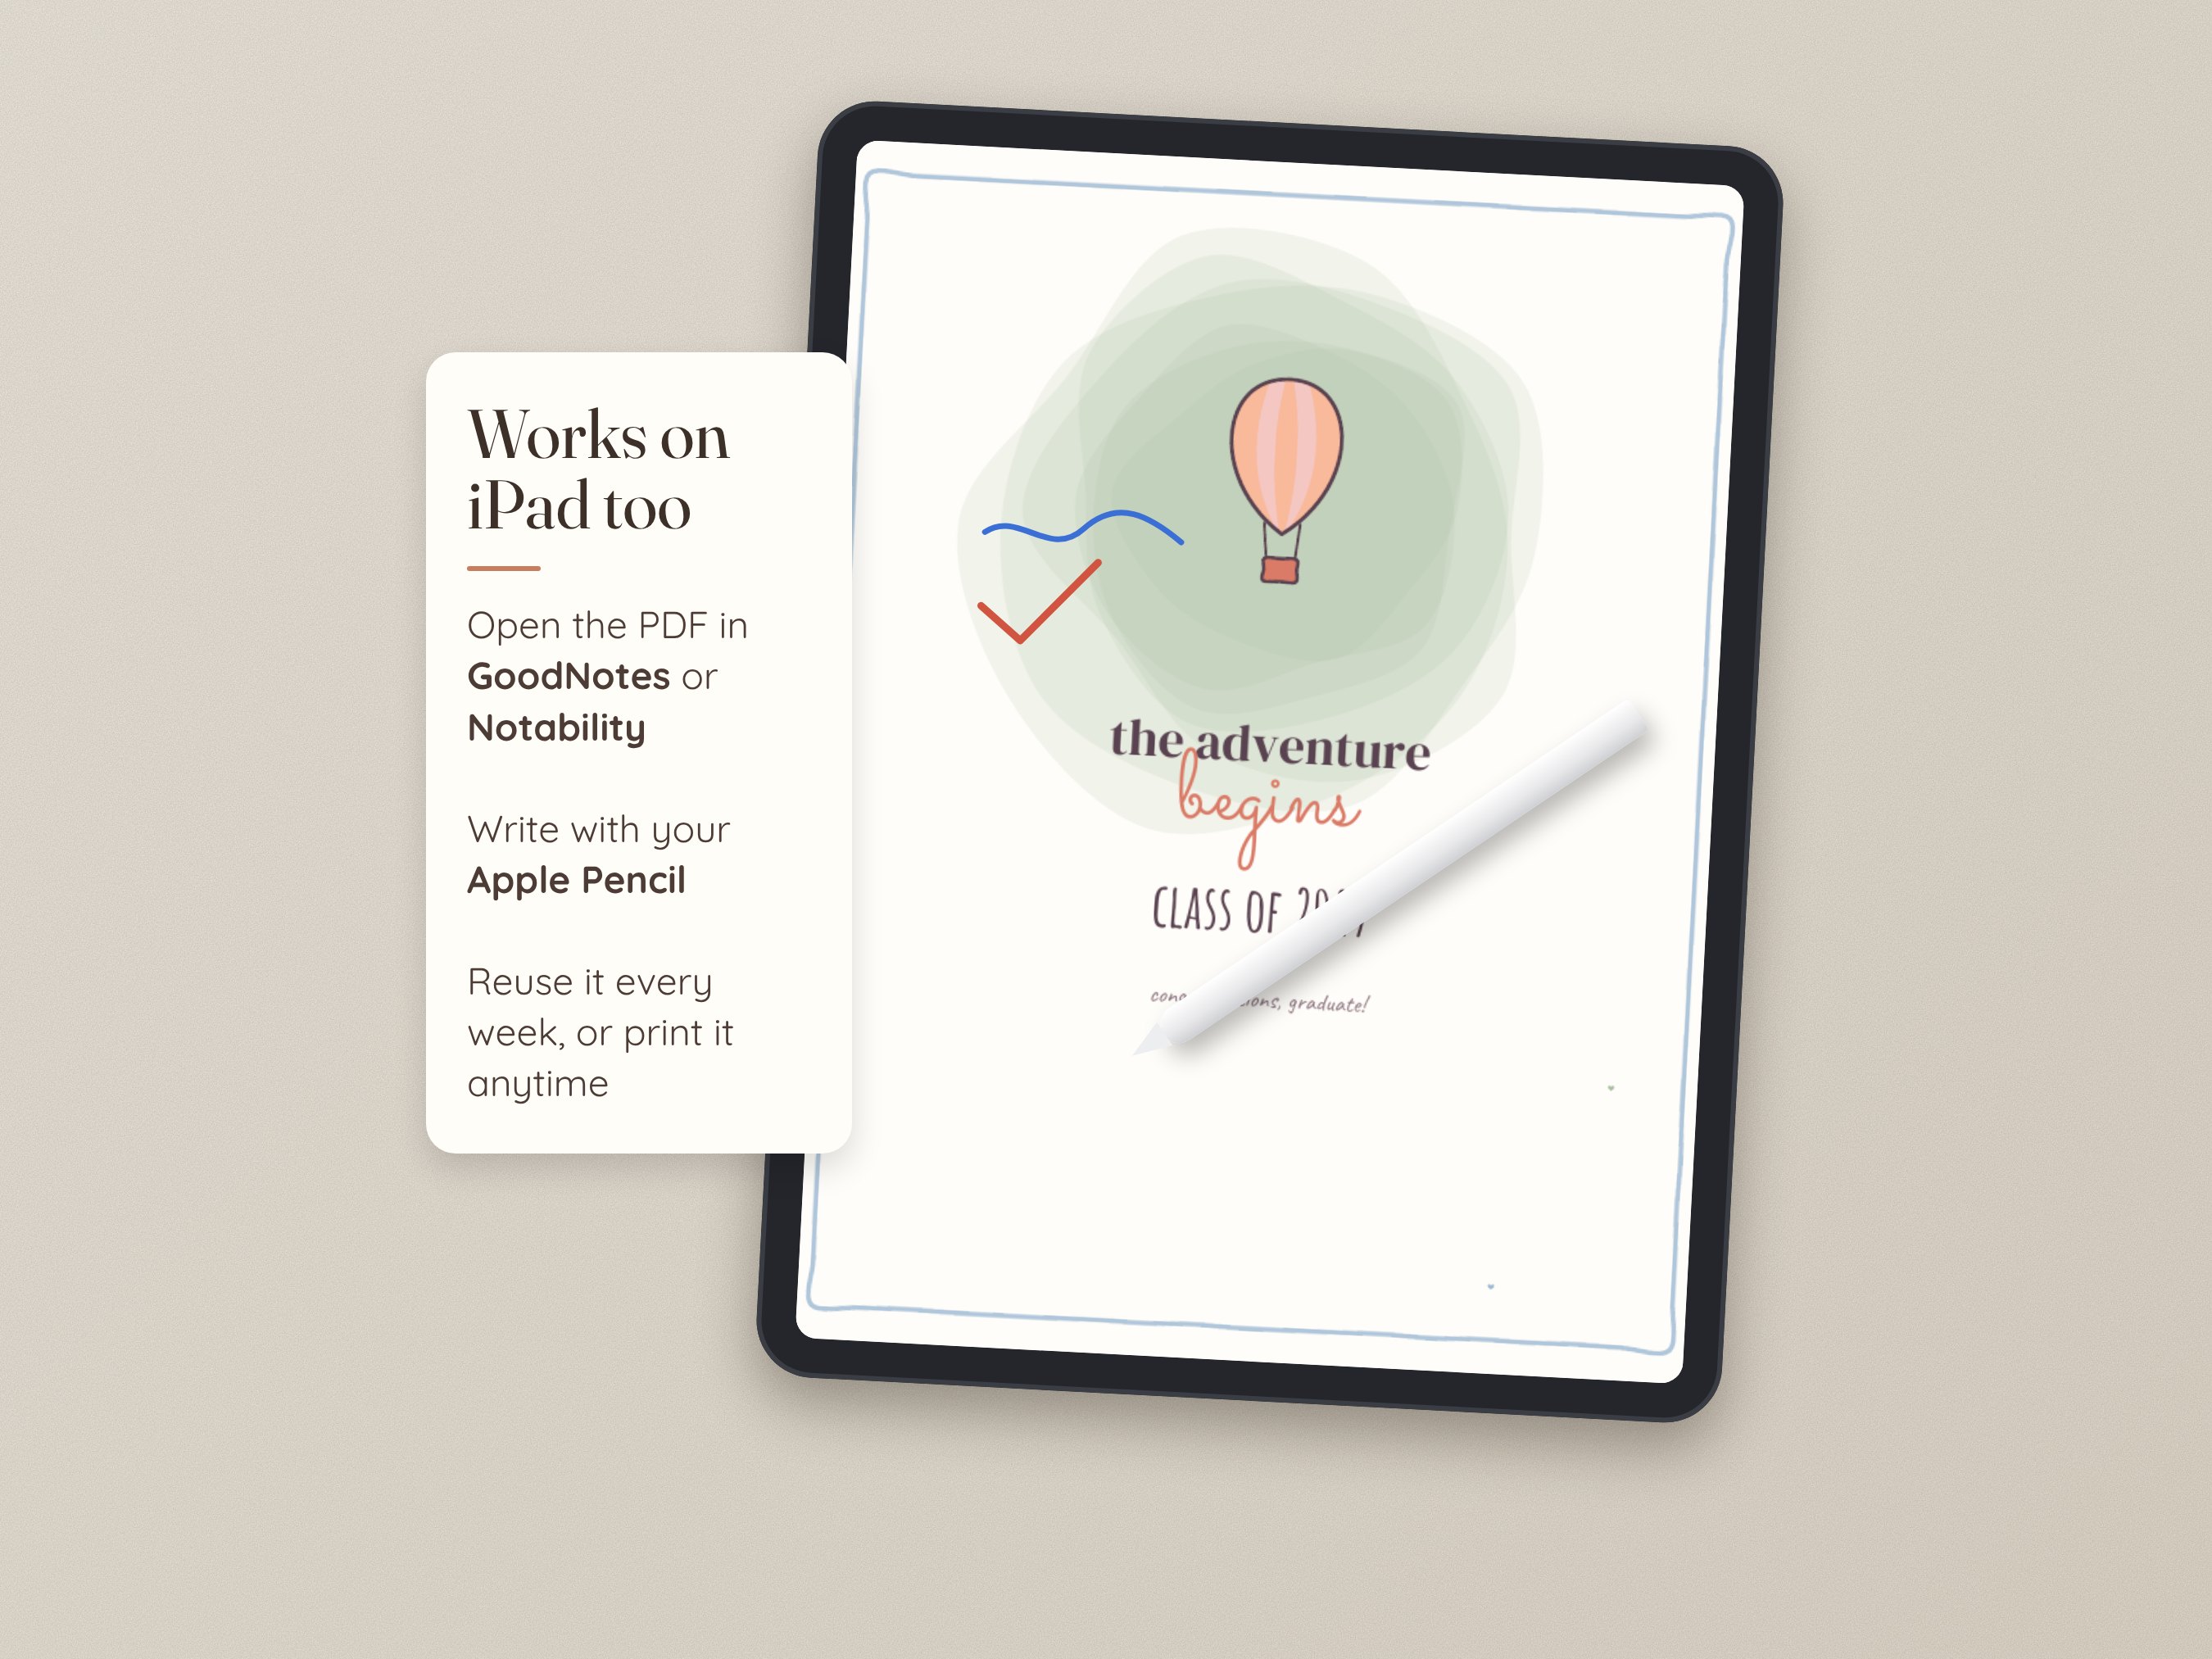 Works on
iPad too
Open the PDF in
GoodNotes or
Notability
Write with your
Apple Pencil
Reuse it every
week, or print it
anytime
the adventure
begins
CLASS OF
graduate!